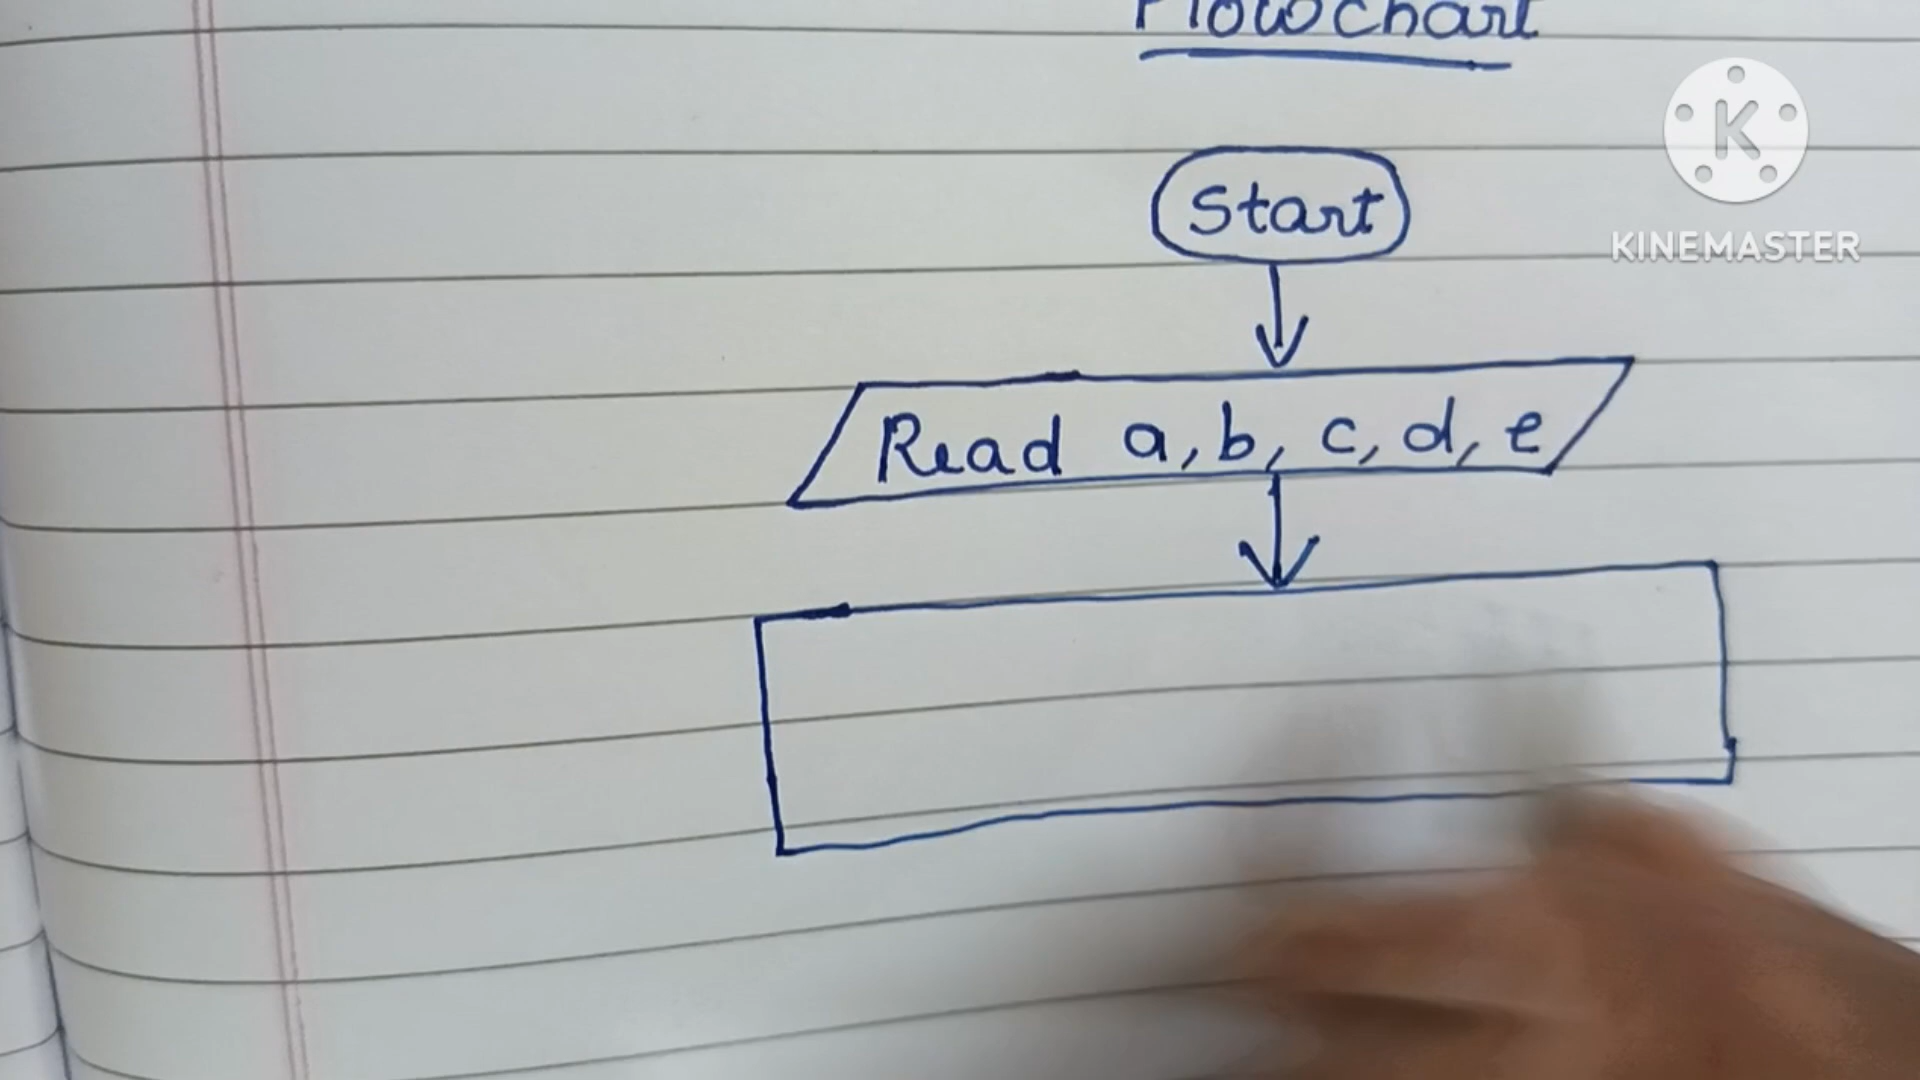 Flowchart
Start
K
KINEMASTER
Read a, b, c, d, e